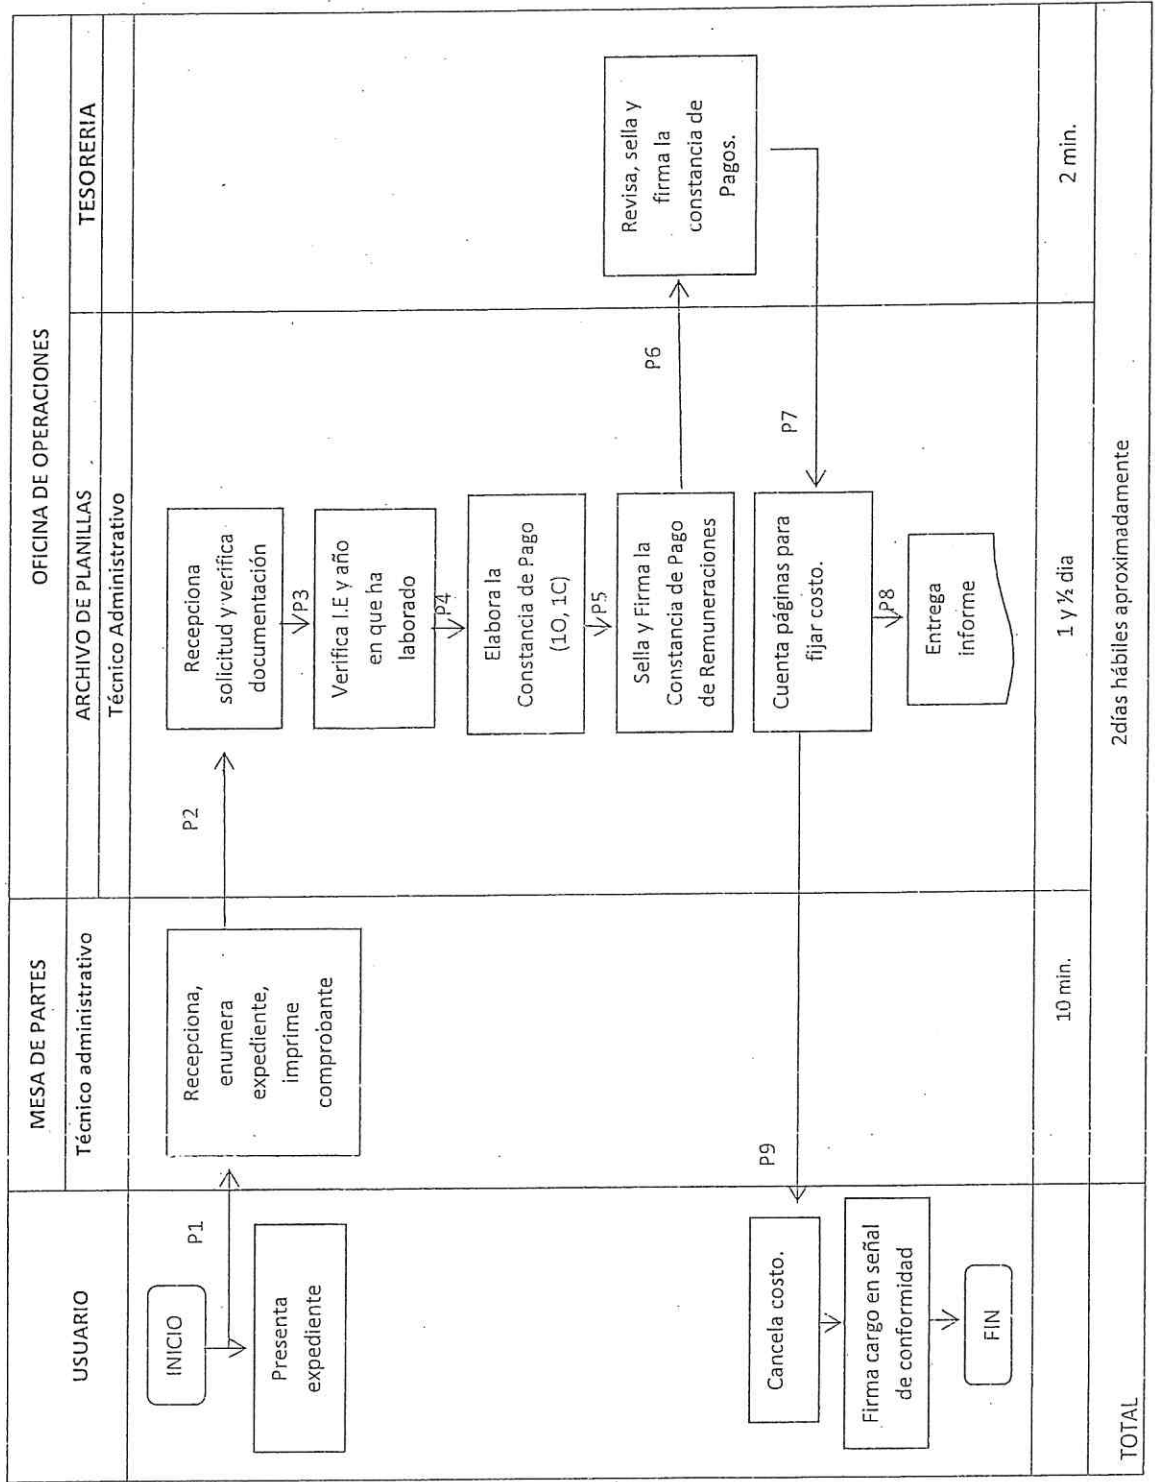 OFICINA DE OPERACIONES
MESA DE PARTES
USUARIO
ARCHIVO DE PLANILLAS
TESORERIA
Técnico administrativo
Técnico Administrativo
INICIO
P1
Presenta
expediente
Recepciona,
enumera
expediente,
imprime
comprobante
P2
Recepciona
solicitud y verifica
documentación
P3
Verifica I.E y año
en que ha
laborado
P4
Elabora la
Constancia de Pago
(1O, 1C)
P5
Sella y Firma la
Constancia de Pago
de Remuneraciones
P6
Revisa, sella y
firma la
constancia de
Pagos.
P7
Cuenta páginas para
fijar costo.
P8
Entrega
informe
P9
Cancela costo.
Firma cargo en señal
de conformidad
FIN
10 min.
1 y ½ dia
2 min.
TOTAL
2días hábiles aproximadamente